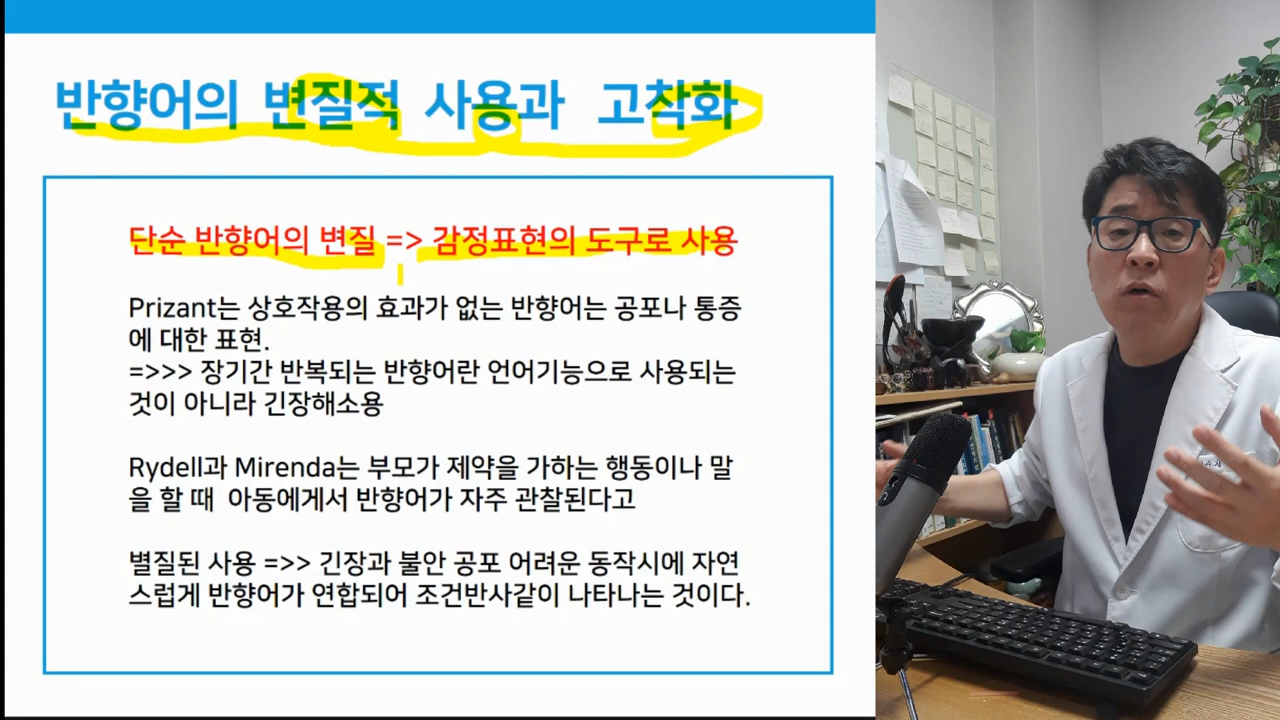 반향어의 변질적 사용과 고착화
단순 반향어의 변질 => 감정표현의 도구로 사용
Prizant는 상호작용의 효과가 없는 반향어는 공포나 통증
에 대한 표현.
=>>> 장기간 반복되는 반향어란 언어기능으로 사용되는
것이 아니라 긴장해소용
Rydell과 Mirenda는 부모가 제약을 가하는 행동이나 말
을 할 때 아동에게서 반향어가 자주 관찰된다고
별질된 사용 =>> 긴장과 불안 공포 어려운 동작시에 자연
스럽게 반향어가 연합되어 조건반사같이 나타나는 것이다.